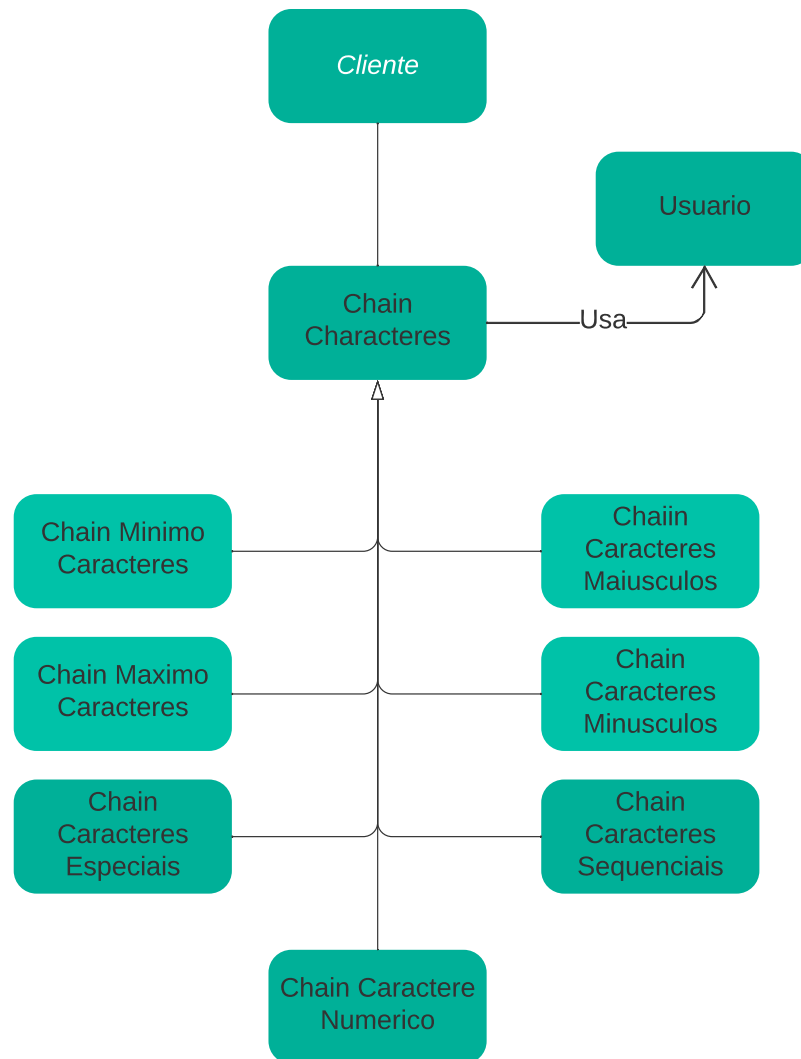 Cliente
Usuario
Chain
Characteres
Usa
Chain Minimo
Caracteres
Chaiin
Caracteres
Maiusculos
Chain Maximo
Caracteres
Chain
Caracteres
Minusculos
Chain
Caracteres
Especiais
Chain
Caracteres
Sequenciais
Chain Caractere
Numerico